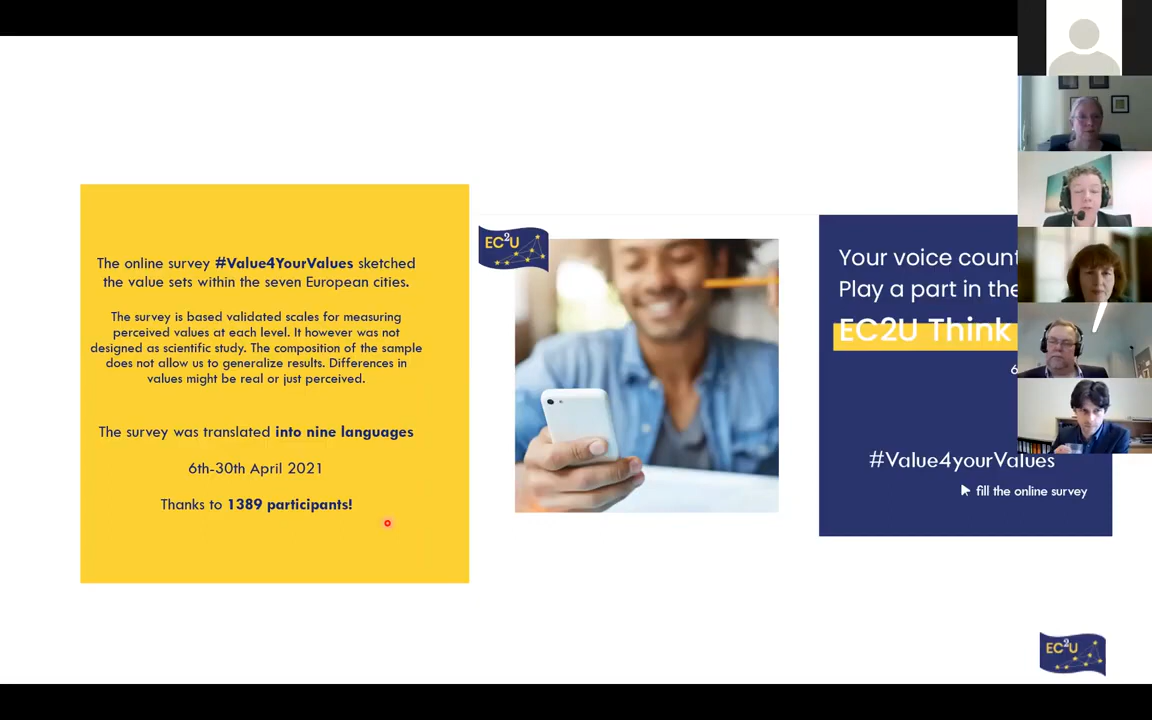 The online survey #Value4YourValues sketched
the value sets within the seven European cities.
The survey is based validated scales for measuring
perceived values at each level. It however was not
designed as scientific study. The composition of the sample
does not allow us to generalize results. Differences in
values might be real or just perceived.
The survey was translated into nine languages
6th-30th April 2021
Thanks to 1389 participants!
EC2U
Your voice count
Play a part in the
EC2U Think
6
#Value4yourValues
fill the online survey
EC2U